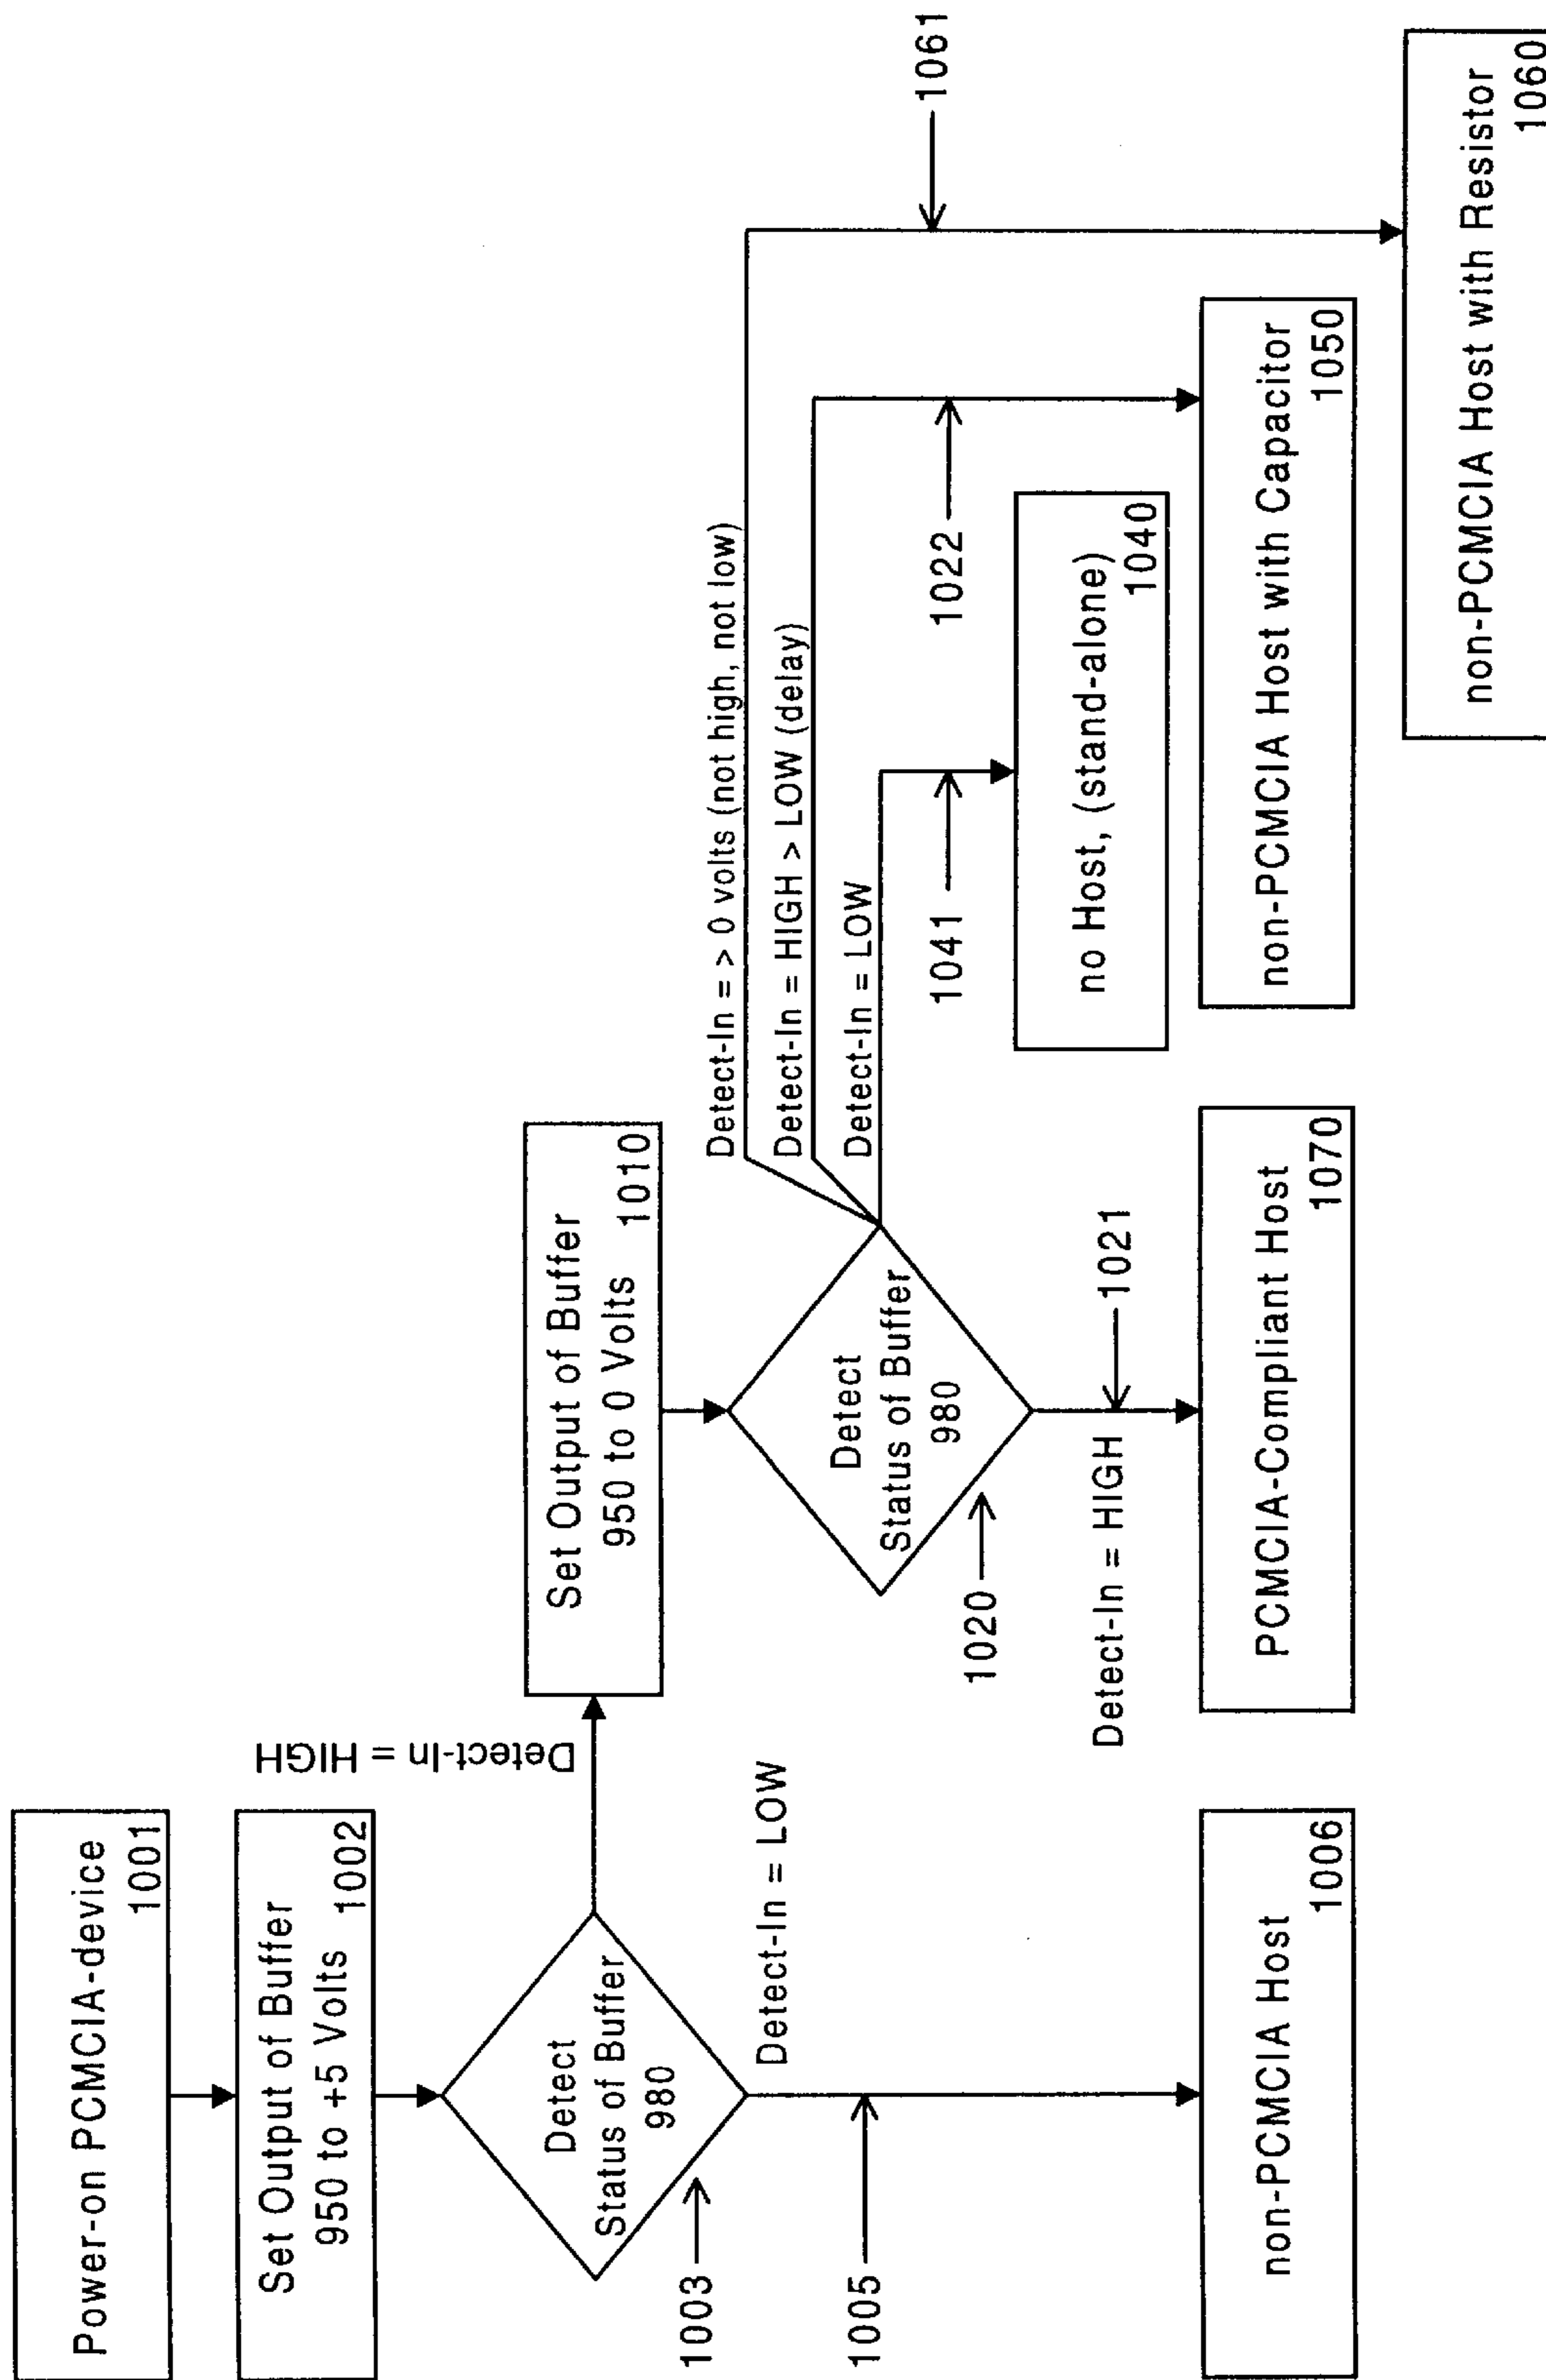 Power-on PCMCIA-device
1001
Set Output of Buffer
950 to +5 Volts 1002
Detect
Status of Buffer
980
1003
Detect-In = HIGH
Detect-In = LOW
1005
non-PCMCIA Host
1006
Set Output of Buffer
950 to 0 Volts 1010
Detect
Status of Buffer
980
1020
Detect-In = HIGH
1021
PCMCIA-Compliant Host
1070
Detect-In = > 0 volts (not high, not low)
Detect-In = HIGH > LOW (delay)
Detect-In = LOW
1041
no Host, (stand-alone)
1040
1022
non-PCMCIA Host with Capacitor
1050
1061
non-PCMCIA Host with Resistor
1060